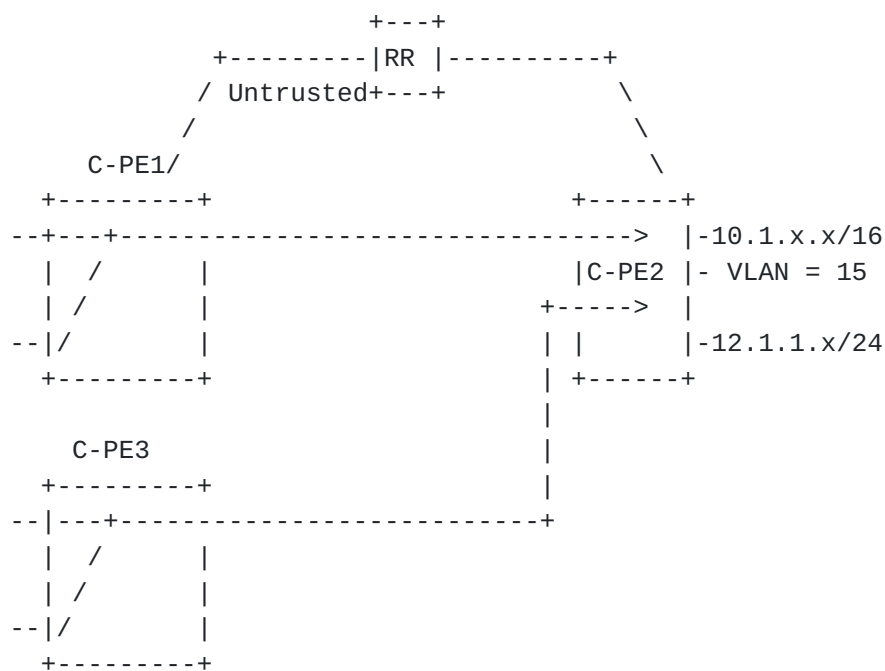 +---+
+---------|RR |----------+
/ Untrusted+---+ \
/ \
C-PE1/ \
+---------+ +------+
--+---+---------------------------------> |-10.1.x.x/16
| / | |C-PE2 |- VLAN = 15
| / | +-----> |
--|/ | | | |-12.1.1.x/24
+---------+ | +------+
|
C-PE3 |
+---------+ |
--|---+---------------------------+
| / |
| / |
--|/ |
+---------+